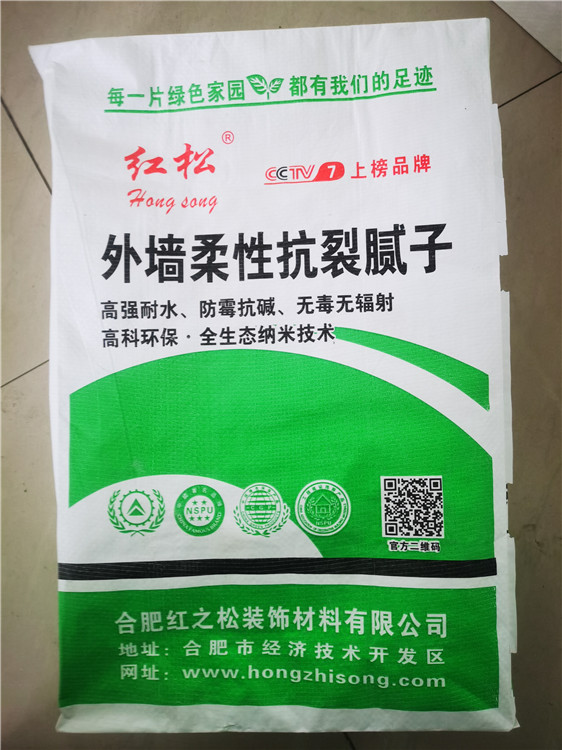 每一片绿色家园 都有我们的足迹
红松®
Hong song
CCTV 7 上榜品牌
外墙柔性抗裂腻子
高强耐水、防霉抗碱、无毒无辐射
高科环保·全生态纳米技术
NSPU
NSPU
官方二维码
合肥红之松装饰材料有限公司
地址：合肥市经济技术开发区
网址：www.hongzhisong.com